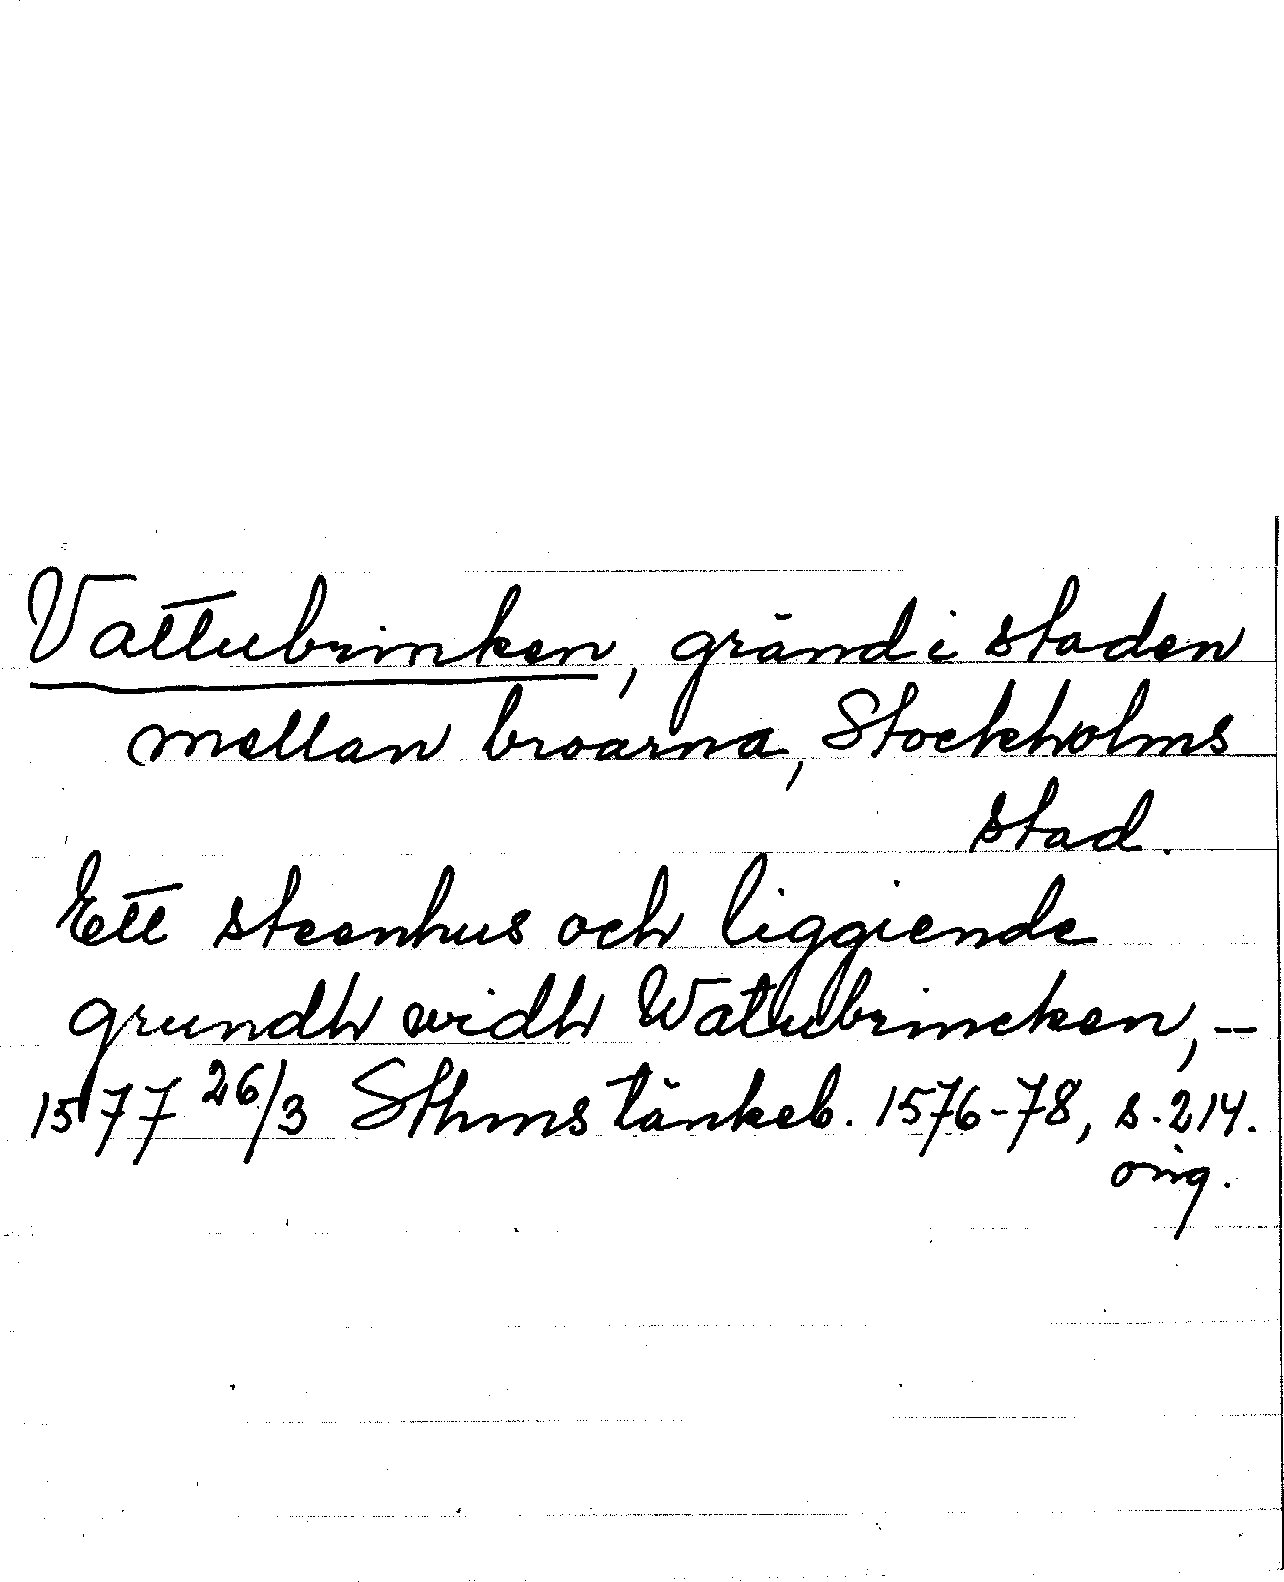 Vattubrinken, gränd i staden
mellan broarna, Stockholms
stad.
Ett steenhus och liggiende
grundh widh Watubrincken, –
1577 26/3 Sthms tänkeb. 1576-78, s. 214.
orig.